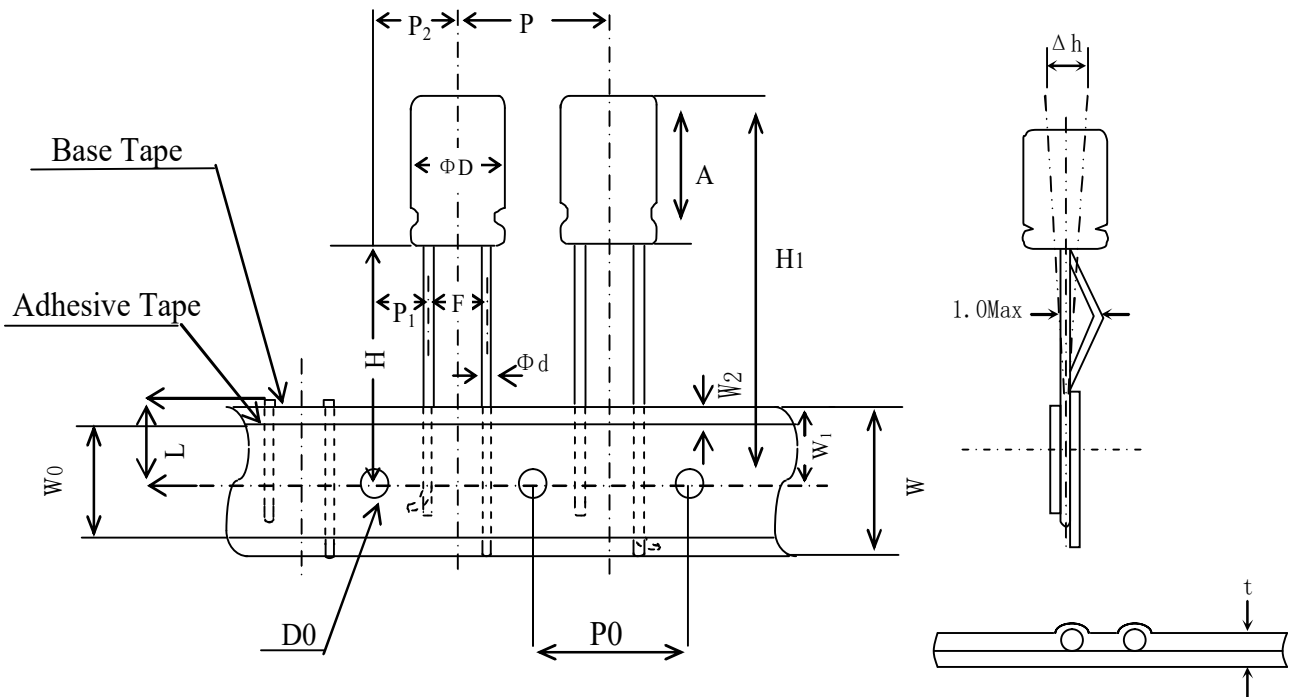 P₂
P
Δh
Base Tape
ΦD
A
H1
Adhesive Tape
P₁
F
1.0Max
H
Φd
W2
L
W₁
W0
W
D0
P0
t